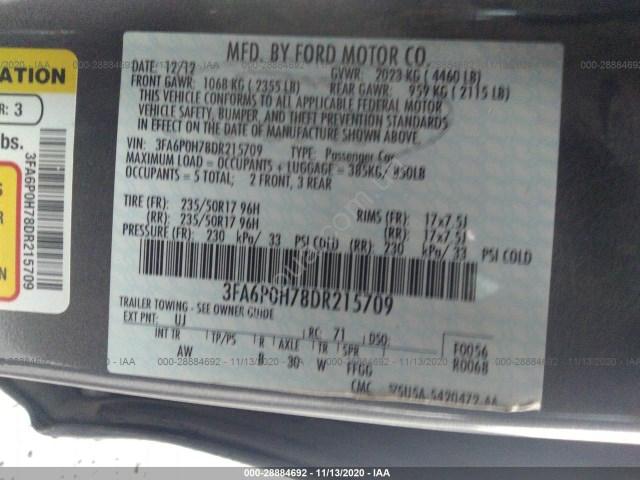 MFD. BY FORD MOTOR CO.
DATE: 12/12 GVWR: 2023 KG ( 4460 LB)
FRONT GAWR: 1068 KG ( 2355 LB) REAR GAWR: 959 KG ( 2115 LB)
THIS VEHICLE CONFORMS TO ALL APPLICABLE FEDERAL MOTOR
VEHICLE SAFETY, BUMPER, AND THEFT PREVENTION STANDARDS
IN EFFECT ON THE DATE OF MANUFACTURE SHOWN ABOVE.
VIN: 3FA6P0H78DR215709 TYPE: Passenger Car
MAXIMUM LOAD = OCCUPANTS + LUGGAGE = 385KG / 850LB
OCCUPANTS = 5 TOTAL; 2 FRONT, 3 REAR
TIRE (FR): 235/50R17 96H RIMS (FR): 17x7.5J
(RR): 235/50R17 96H (RR): 17x7.5J
PRESSURE (FR): 230 kPa/ 33 PSI COLD (RR): 230 kPa/ 33 PSI COLD
3FA6P0H78DR215709
TRAILER TOWING - SEE OWNER GUIDE
EXT PNT: UJ RC: 71 DSO:
INT TR TP/PS R AXLE TR SPR F0056
AW B 30 W FFGG R0068
CMC
ATION
R: 3
bs.
3FA6P0H78DR215709
000-28884692 - 11/13/2020 - IAA
000-28884692 - 11/13/2020 - IAA